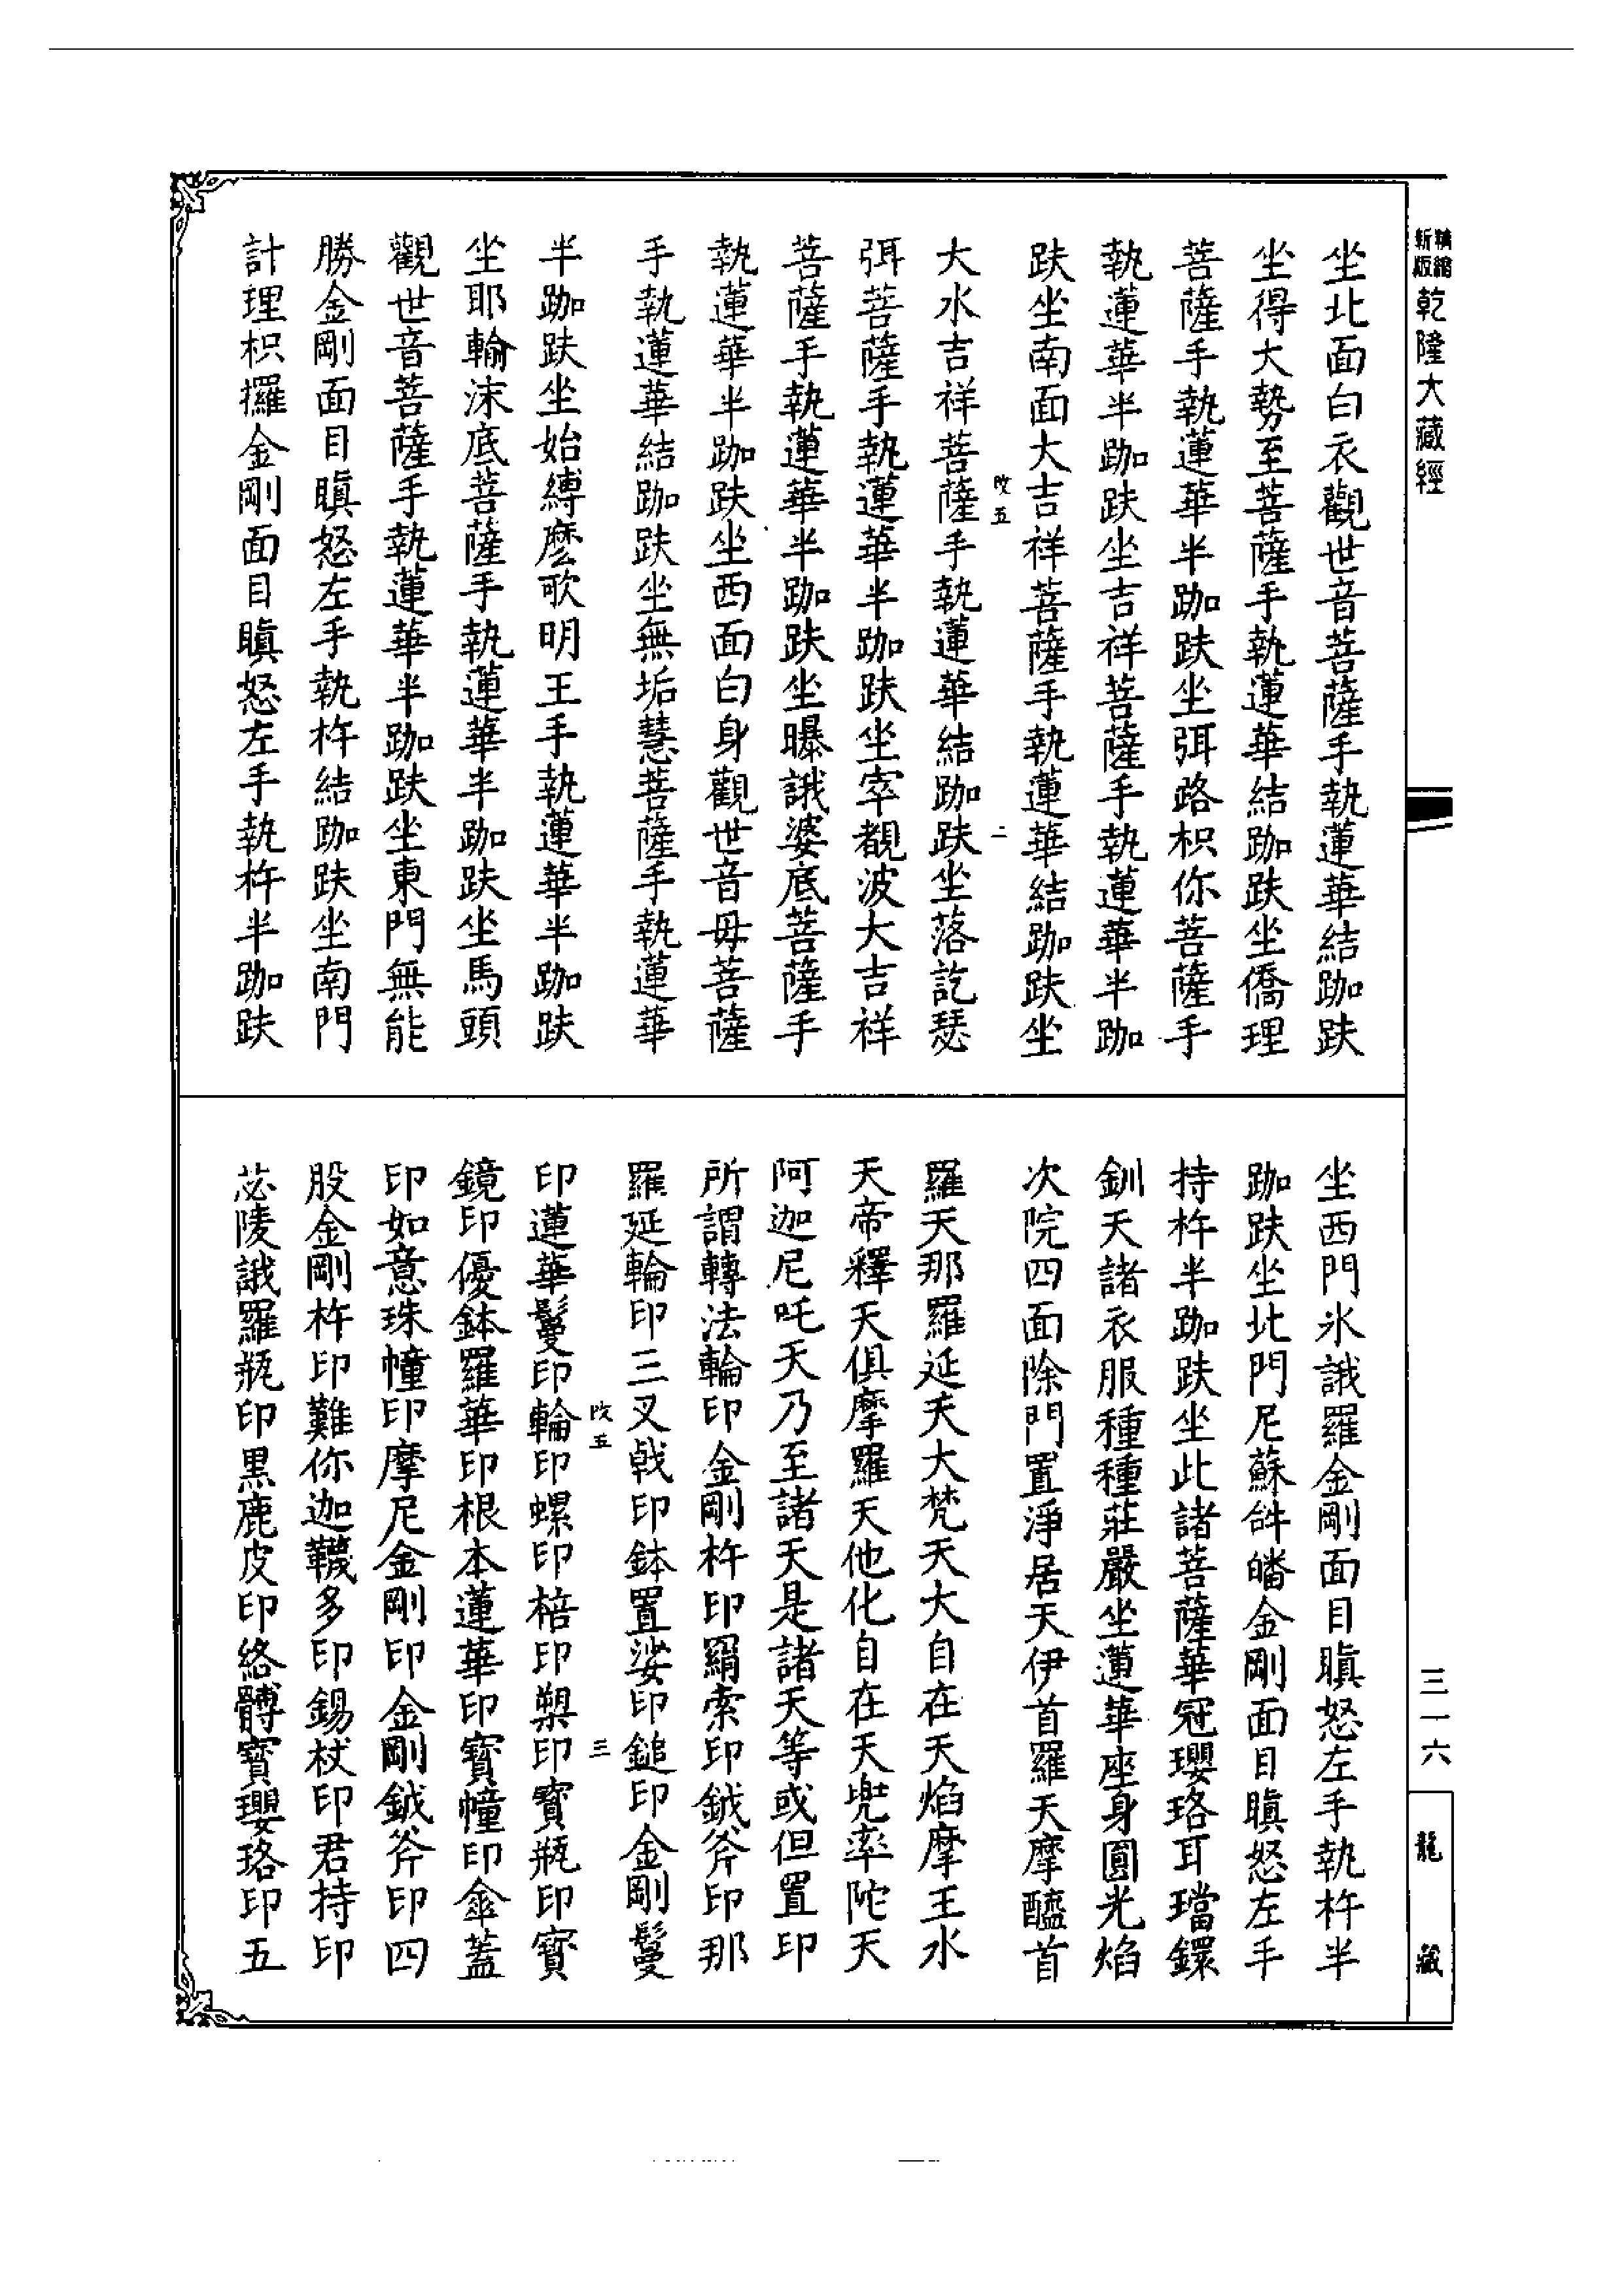 精縮新版乾隆大藏經
坐北面白衣觀世音菩薩手執蓮華結跏趺
坐得大勢至菩薩手執蓮華結跏趺坐僑理
菩薩手執蓮華半跏趺坐弭路枳你菩薩手
執蓮華半跏趺坐吉祥菩薩手執蓮華半跏
趺坐南面大吉祥菩薩手執蓮華結跏趺坐
改五 二
大水吉祥菩薩手執蓮華結跏趺坐落訖瑟
弭菩薩手執蓮華半跏趺坐窣覩波大吉祥
菩薩手執蓮華半跏趺坐曝誐婆底菩薩手
執蓮華半跏趺坐西面白身觀世音母菩薩
手執蓮華結跏趺坐無垢慧菩薩手執蓮華
半跏趺坐始縛麽歌明王手執蓮華半跏趺
坐耶輸沫底菩薩手執蓮華半跏趺坐馬頭
觀世音菩薩手執蓮華半跏趺坐東門無能
勝金剛面目瞋怒左手執杵結跏趺坐南門
計理枳攞金剛面目瞋怒左手執杵半跏趺
坐西門氷誐羅金剛面目瞋怒左手執杵半
跏趺坐北門尼蘇皤金剛面目瞋怒左手
持杵半跏趺坐此諸菩薩華冠瓔珞耳璫鐶
釧天諸衣服種種莊嚴坐蓮華座身圓光焰
次院四面除門置淨居天伊首羅天摩醯首
羅天那羅延天大梵天大自在天焰摩王水
天帝釋天俱摩羅天他化自在天兜率陀天
阿迦尼吒天乃至諸天是諸天等或但置印
所謂轉法輪印金剛杵印羂索印鉞斧印那
羅延輪印三叉戟印鉢置娑印鎚印金剛鬘
改五 三
印蓮華鬘印輪印螺印棓印槊印寶瓶印寶
鏡印優鉢羅華印根本蓮華印寶幢印傘蓋
印如意珠幢印摩尼金剛印金剛鉞斧印四
股金剛杵印難你迦韈多印錫杖印君持印
苾陵誐羅瓶印黑鹿皮印絡髆寶瓔珞印五
三一六
龍藏